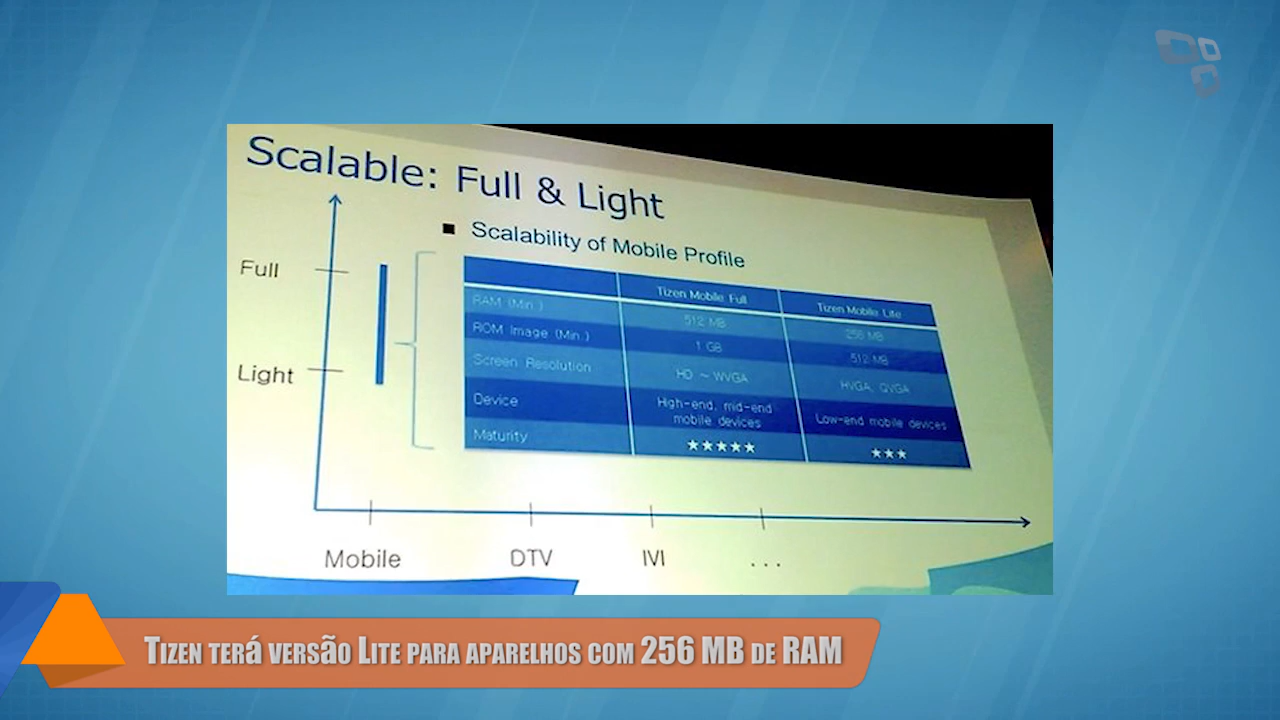 Scalable: Full & Light
■ Scalability of Mobile Profile
Full
Light
Tizen Mobile Full Tizen Mobile Lite
RAM (Min.) 512 MB 256 MB
ROM Image (Min.) 1 GB 512 MB
Screen Resolution HD ~ WVGA HVGA, QVGA
Device High-end, mid-end mobile devices Low-end mobile devices
Maturity ★★★★★ ★★★
Mobile DTV IVI ...
Tizen terá versão Lite para aparelhos com 256 MB de RAM